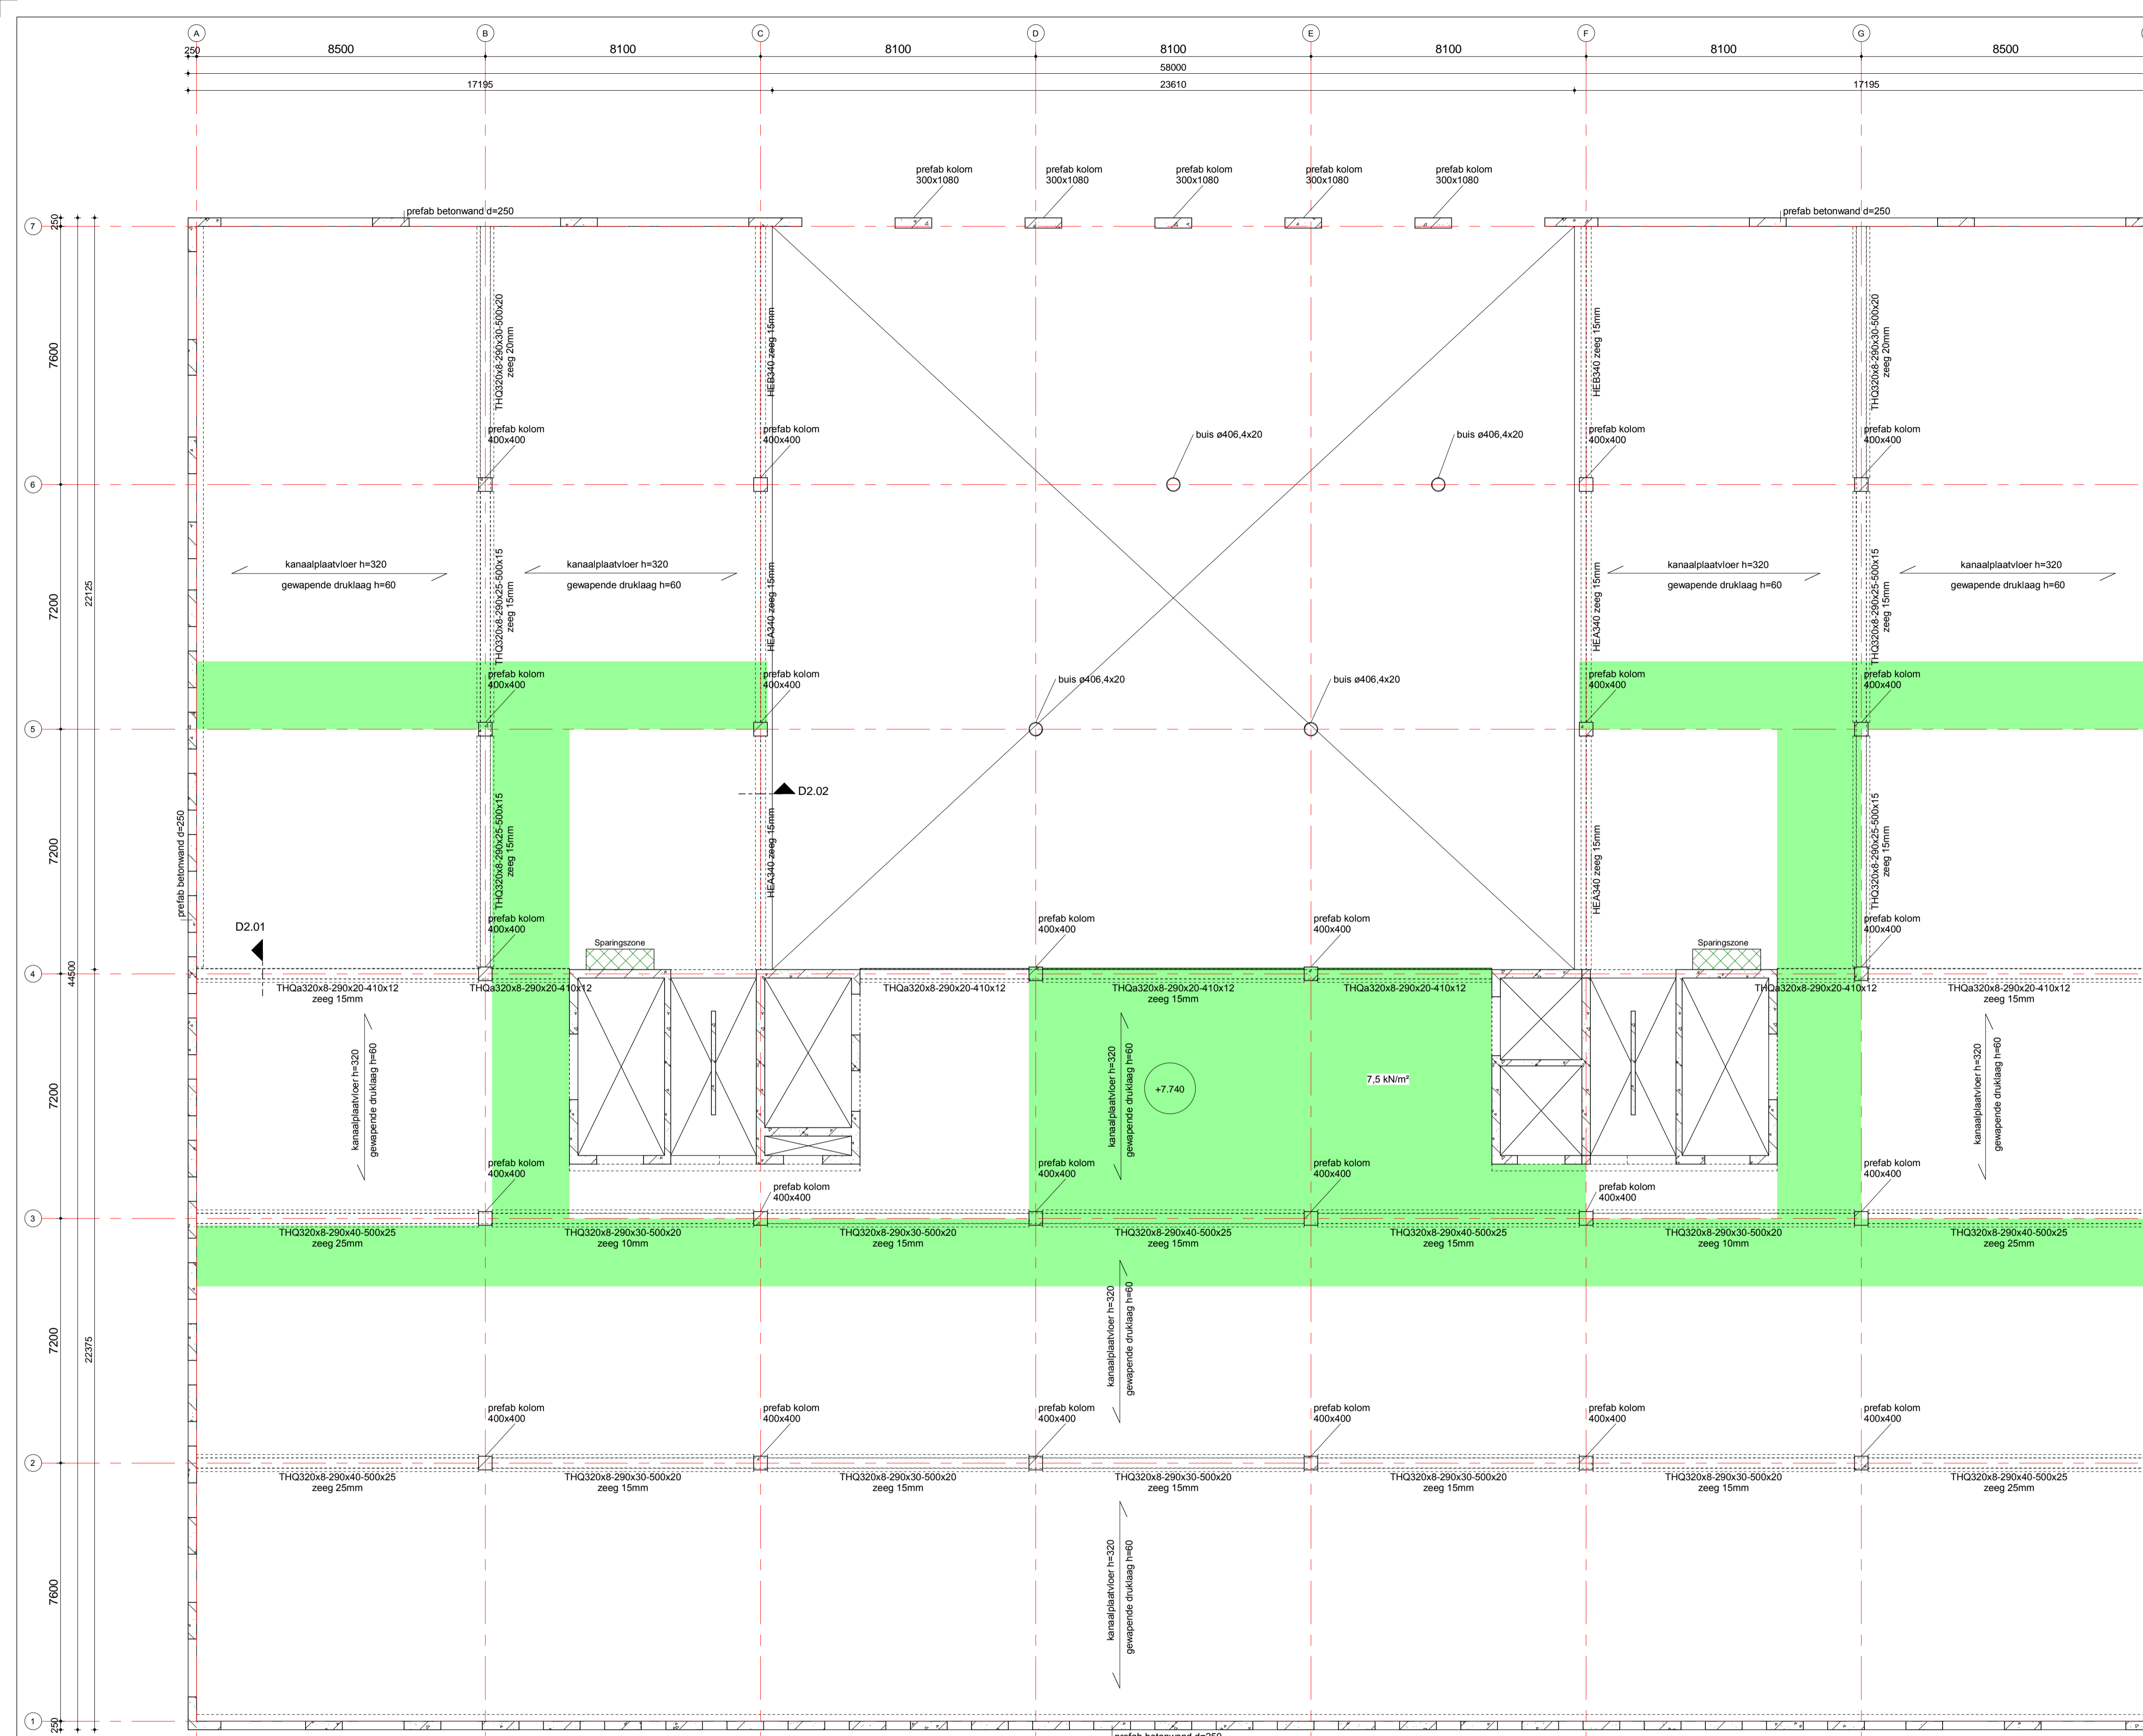 A
B
C
D
E
F
G
250
8500
8100
8100
8100
8100
8100
8500
58000
17195
23610
17195
prefab kolom
300x1080
prefab kolom
300x1080
prefab kolom
300x1080
prefab kolom
300x1080
prefab kolom
300x1080
prefab betonwand d=250
prefab betonwand d=250
7
250
7600
THQ320x8-290x30-500x20
zeeg 20mm
HEB340 zeeg 15mm
HEB340 zeeg 15mm
THQ320x8-290x30-500x20
zeeg 20mm
prefab kolom
400x400
prefab kolom
400x400
buis ø406,4x20
buis ø406,4x20
prefab kolom
400x400
prefab kolom
400x400
6
7200
22125
kanaalplaatvloer h=320
gewapende druklaag h=60
kanaalplaatvloer h=320
gewapende druklaag h=60
kanaalplaatvloer h=320
gewapende druklaag h=60
kanaalplaatvloer h=320
gewapende druklaag h=60
THQ320x8-290x25-500x15
zeeg 15mm
HEA340 zeeg 15mm
HEA340 zeeg 15mm
THQ320x8-290x25-500x15
zeeg 15mm
prefab kolom
400x400
prefab kolom
400x400
buis ø406,4x20
buis ø406,4x20
prefab kolom
400x400
prefab kolom
400x400
5
7200
prefab betonwand d=250
D2.02
THQ320x8-290x25-500x15
zeeg 15mm
HEA340 zeeg 15mm
HEA340 zeeg 15mm
THQ320x8-290x25-500x15
zeeg 15mm
D2.01
prefab kolom
400x400
Sparingszone
prefab kolom
400x400
prefab kolom
400x400
Sparingszone
prefab kolom
400x400
4
44500
THQa320x8-290x20-410x12
zeeg 15mm
THQa320x8-290x20-410x12
THQa320x8-290x20-410x12
THQa320x8-290x20-410x12
zeeg 15mm
THQa320x8-290x20-410x12
THQa320x8-290x20-410x12
THQa320x8-290x20-410x12
zeeg 15mm
7200
kanaalplaatvloer h=320
gewapende druklaag h=60
kanaalplaatvloer h=320
gewapende druklaag h=60
+7.740
7,5 kN/m²
kanaalplaatvloer h=320
gewapende druklaag h=60
prefab kolom
400x400
prefab kolom
400x400
prefab kolom
400x400
prefab kolom
400x400
prefab kolom
400x400
prefab kolom
400x400
3
THQ320x8-290x40-500x25
zeeg 25mm
THQ320x8-290x30-500x20
zeeg 10mm
THQ320x8-290x30-500x20
zeeg 15mm
THQ320x8-290x40-500x25
zeeg 15mm
THQ320x8-290x40-500x25
zeeg 15mm
THQ320x8-290x30-500x20
zeeg 10mm
THQ320x8-290x40-500x25
zeeg 25mm
7200
22375
kanaalplaatvloer h=320
gewapende druklaag h=60
prefab kolom
400x400
prefab kolom
400x400
prefab kolom
400x400
prefab kolom
400x400
prefab kolom
400x400
prefab kolom
400x400
2
THQ320x8-290x40-500x25
zeeg 25mm
THQ320x8-290x30-500x20
zeeg 15mm
THQ320x8-290x30-500x20
zeeg 15mm
THQ320x8-290x30-500x20
zeeg 15mm
THQ320x8-290x30-500x20
zeeg 15mm
THQ320x8-290x30-500x20
zeeg 15mm
THQ320x8-290x40-500x25
zeeg 25mm
7600
kanaalplaatvloer h=320
gewapende druklaag h=60
1
250
prefab betonwand d=250